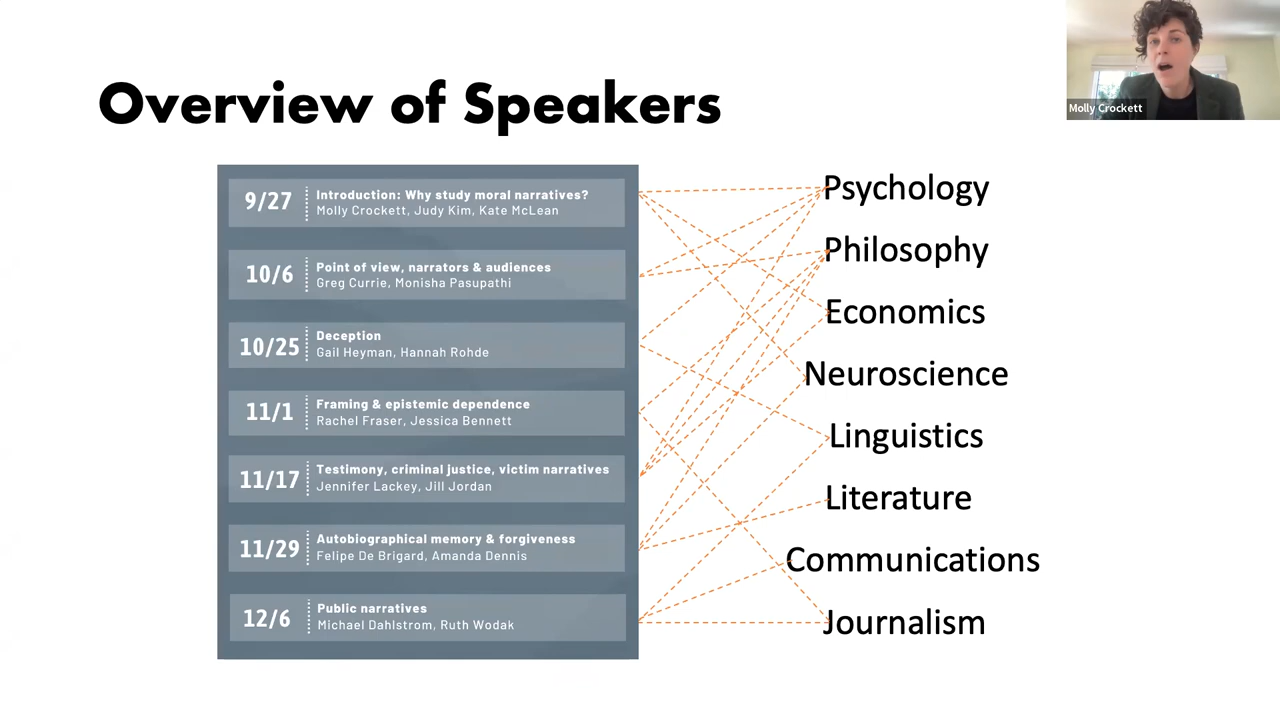 Overview of Speakers
Molly Crockett
9/27
Introduction: Why study moral narratives?
Molly Crockett, Judy Kim, Kate McLean
10/6
Point of view, narrators & audiences
Greg Currie, Monisha Pasupathi
10/25
Deception
Gail Heyman, Hannah Rohde
11/1
Framing & epistemic dependence
Rachel Fraser, Jessica Bennett
11/17
Testimony, criminal justice, victim narratives
Jennifer Lackey, Jill Jordan
11/29
Autobiographical memory & forgiveness
Felipe De Brigard, Amanda Dennis
12/6
Public narratives
Michael Dahlstrom, Ruth Wodak
Psychology
Philosophy
Economics
Neuroscience
Linguistics
Literature
Communications
Journalism